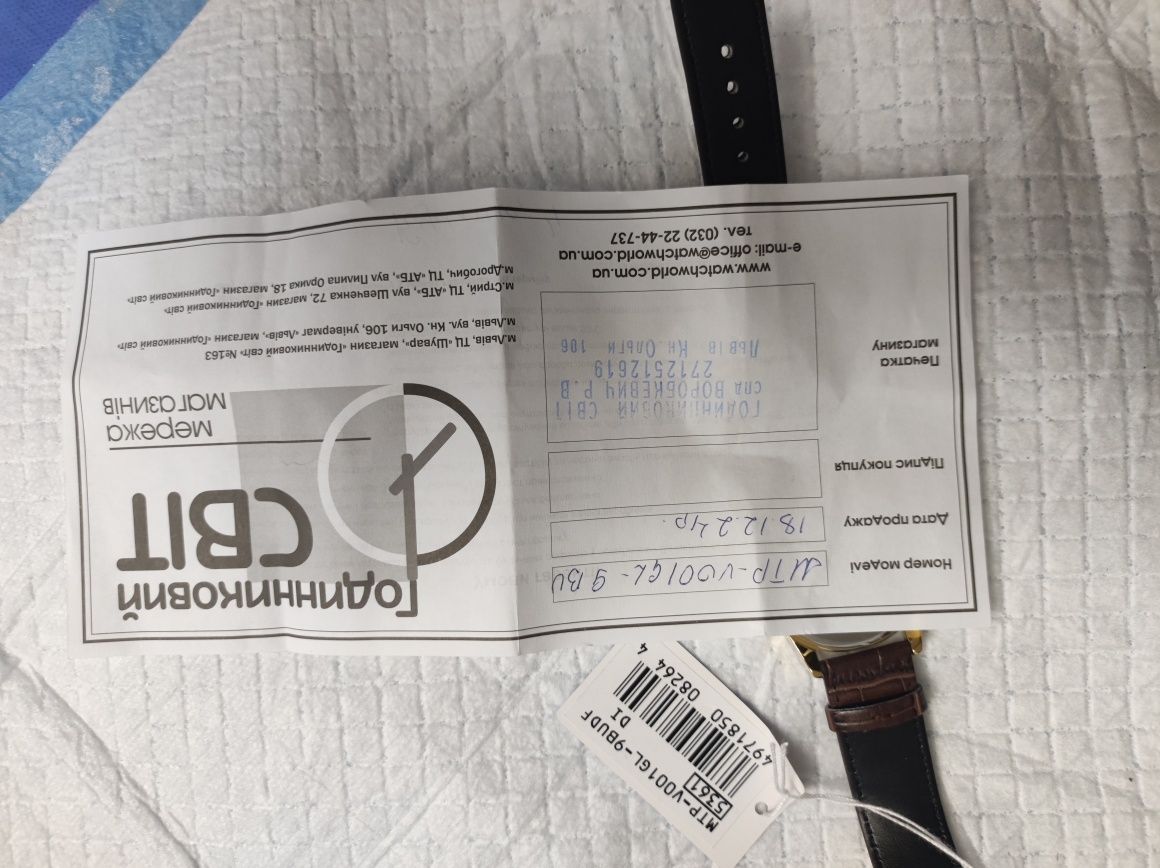 Годинниковий
СВІТ
мережа
магазинів
м.Львів, ТЦ «Шувар», магазин «Годинниковий світ» №163
м.Львів, вул. Кн. Ольги 106, універмаг «Львів», магазин «Годинниковий світ»
м.Стрий, ТЦ «АТБ», вул Шевченка 72, магазин «Годинниковий світ»
м.Дрогобич, ТЦ «АТБ», вул Пилипа Орлика 18, магазин «Годинниковий світ»
Номер моделі MTP-V001GL-9BU
Дата продажу 18.12.24р.
Підпис покупця
Печатка
магазину
ГОДИННИКОВИЙ СВІТ
спд ВОРОБКЕВИЧ Р.В
2712512619
Львів Кн.Ольги 106
www.watchworld.com.ua
e-mail: office@watchworld.com.ua
тел. (032) 22-44-737
5361
MTP-V001GL-9BUDF
DI
4971850 08264 4